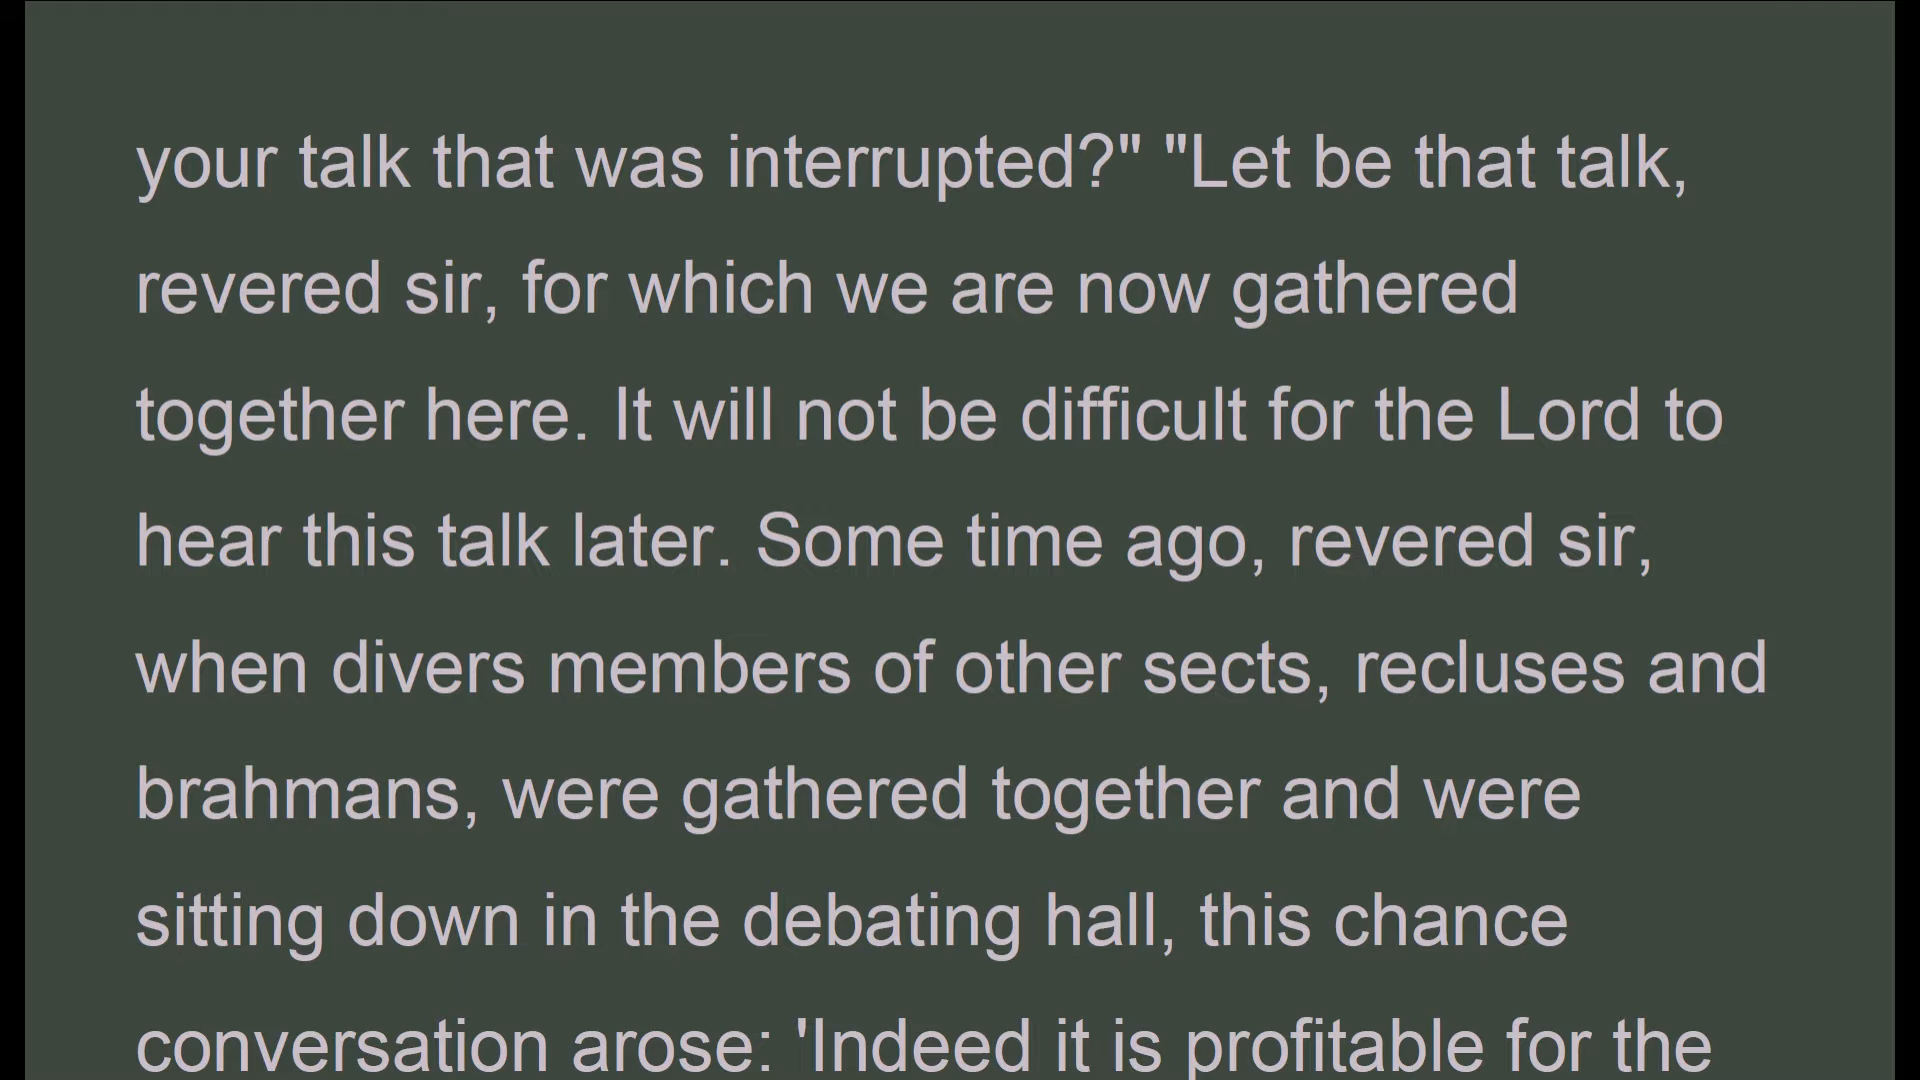 your talk that was interrupted?" "Let be that talk,
revered sir, for which we are now gathered
together here. It will not be difficult for the Lord to
hear this talk later. Some time ago, revered sir,
when divers members of other sects, recluses and
brahmans, were gathered together and were
sitting down in the debating hall, this chance
conversation arose: 'Indeed it is profitable for the